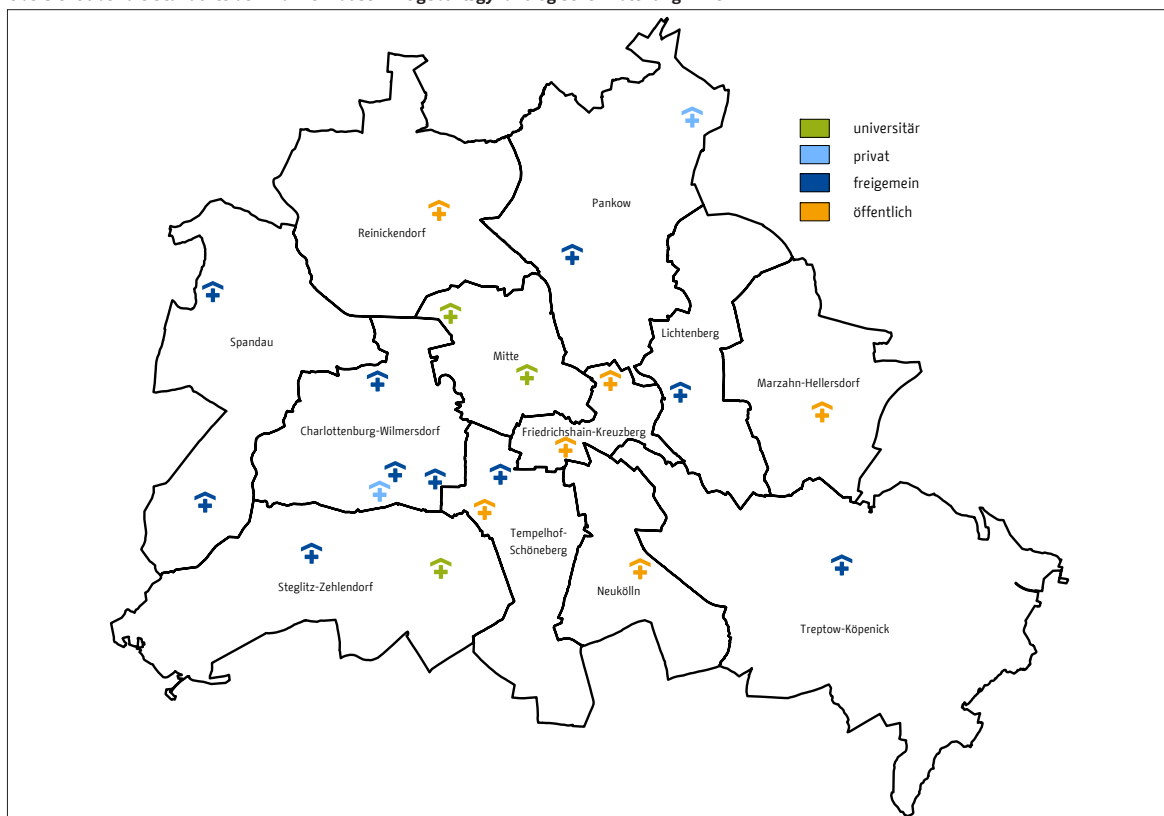 universitär
privat
freigemein
öffentlich
Pankow
Reinickendorf
Spandau
Mitte
Lichtenberg
Marzahn-Hellersdorf
Charlottenburg-Wilmersdorf
Friedrichshain-Kreuzberg
Tempelhof-
Schöneberg
Steglitz-Zehlendorf
Neukölln
Treptow-Köpenick